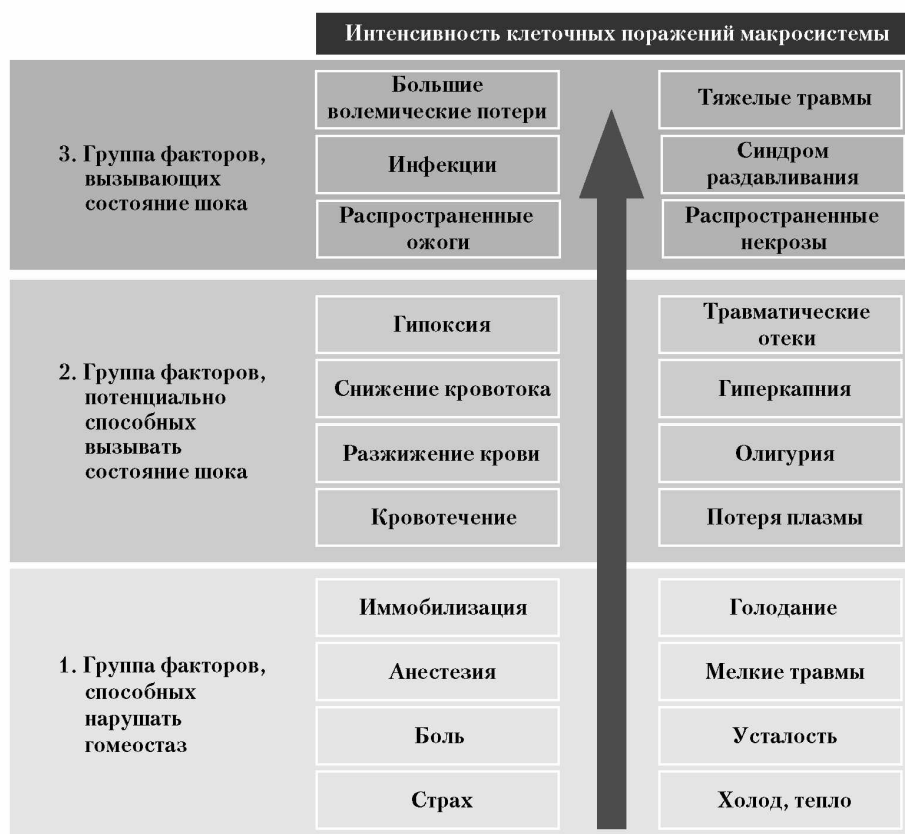 Интенсивность клеточных поражений макросистемы
3. Группа факторов,
вызывающих
состояние шока
Большие
волемические потери
Тяжелые травмы
Инфекции
Синдром
раздавливания
Распространенные
ожоги
Распространенные
некрозы
2. Группа факторов,
потенциально
способных
вызывать
состояние шока
Гипоксия
Травматические
отеки
Снижение кровотока
Гиперкапния
Разжижение крови
Олигурия
Кровотечение
Потеря плазмы
1. Группа факторов,
способных
нарушать
гомеостаз
Иммобилизация
Голодание
Анестезия
Мелкие травмы
Боль
Усталость
Страх
Холод, тепло